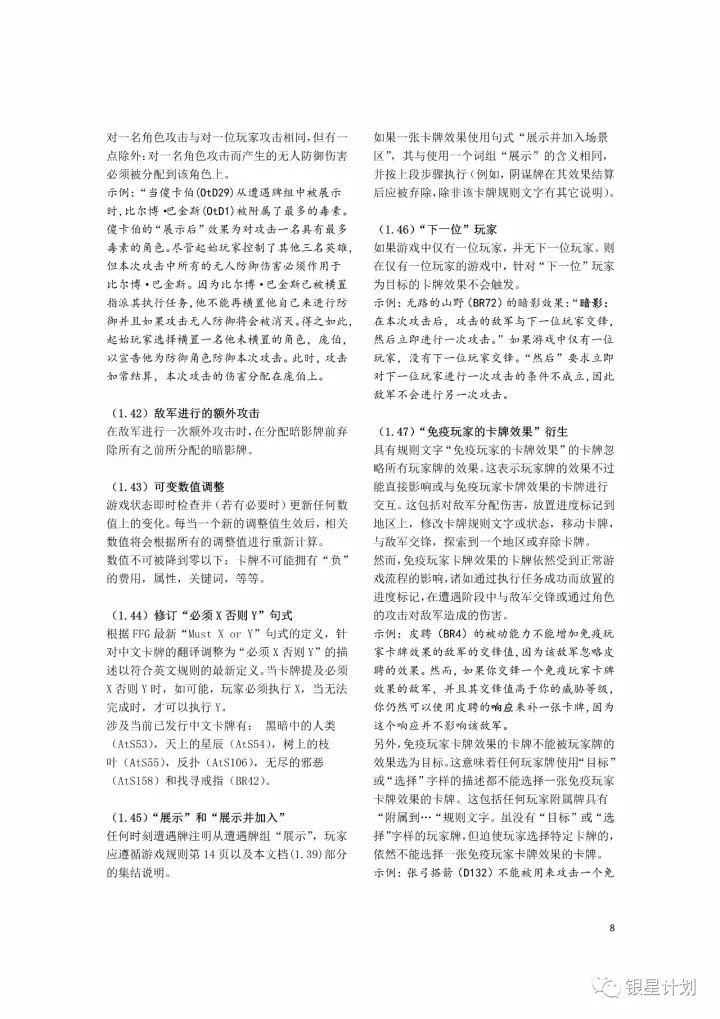 对一名角色攻击与对一位玩家攻击相同,但有一
点除外:对一名角色攻击而产生的无人防御伤害
必须被分配到该角色上。
示例:“当傻卡伯(OtD29)从遭遇牌组中被展示
时,比尔博·巴金斯(OtD1)被附属了最多的毒素。
傻卡伯的“展示后”效果为对攻击一名具有最多
毒素的角色。尽管起始玩家控制了其他三名英雄,
但本次攻击中所有的无人防御伤害必须作用于
比尔博·巴金斯。因为比尔博·巴金斯已被横置
指派其执行任务,他不能再横置他自己来进行防
御并且如果攻击无人防御将会被消灭。得之如此,
起始玩家选择横置一名他未横置的角色,庞伯,
以宣告他为防御角色防御本次攻击。此时,攻击
如常结算,本次攻击的伤害分配在庞伯上。
（1.42）敌军进行的额外攻击
在敌军进行一次额外攻击时,在分配暗影牌前弃
除所有之前所分配的暗影牌。
（1.43）可变数值调整
游戏状态即时检查并（若有必要时）更新任何数
值上的变化。每当一个新的调整值生效后,相关
数值将会根据所有的调整值进行重新计算。
数值不可被降到零以下：卡牌不可能拥有“负”
的费用，属性，关键词，等等。
（1.44）修订“必须 X 否则 Y”句式
根据 FFG 最新“Must X or Y”句式的定义，针
对中文卡牌的翻译调整为“必须 X 否则 Y”的描
述以符合英文规则的最新定义。当卡牌提及必须
X 否则 Y 时，如可能，玩家必须执行 X，当无法
完成时，才可以执行 Y。
涉及当前已发行中文卡牌有： 黑暗中的人类
（AtS53），天上的星辰（AtS54），树上的枝
叶（AtS55），反扑（AtS106），无尽的邪恶
（AtS158）和找寻戒指（BR42）。
（1.45）“展示”和“展示并加入”
任何时刻遭遇牌注明从遭遇牌组“展示”，玩家
应遵循游戏规则第 14 页以及本文档(1.39)部分
的集结说明。
如果一张卡牌效果使用句式“展示并加入场景
区”，其与使用一个词组“展示”的含义相同，
并按上段步骤执行（例如，阴谋牌在其效果结算
后应被弃除,除非该卡牌规则文字有其它说明）。
（1.46）“下一位”玩家
如果游戏中仅有一位玩家，并无下一位玩家。则
在仅有一位玩家的游戏中，针对“下一位”玩家
为目标的卡牌效果不会触发。
示例:无路的山野(BR72)的暗影效果:“暗影:
在本次攻击后，攻击的敌军与下一位玩家交锋，
然后立即进行一次攻击。”如果游戏中仅有一位
玩家，没有下一位玩家交锋。“然后”要求立即
对下一位玩家进行一次攻击的条件不成立,因此
敌军不会进行另一次攻击。
（1.47）“免疫玩家的卡牌效果”衍生
具有规则文字“免疫玩家的卡牌效果”的卡牌忽
略所有玩家牌的效果。这表示玩家牌的效果不过
能直接影响或与免疫玩家卡牌效果的卡牌进行
交互。这包括对敌军分配伤害，放置进度标记到
地区上，修改卡牌规则文字或状态，移动卡牌，
与敌军交锋，探索到一个地区或弃除卡牌。
然而,免疫玩家卡牌效果的卡牌依然受到正常游
戏流程的影响,诸如通过执行任务成功而放置的
进度标记,在遭遇阶段中与敌军交锋或通过角色
的攻击对敌军造成的伤害。
示例：皮聘（BR4）的被动能力不能增加免疫玩
家卡牌效果的敌军的交锋值,因为该敌军忽略皮
聘的效果。然而，如果你交锋一个免疫玩家卡牌
效果的敌军，并且其交锋值高于你的威胁等级，
你仍然可以使用皮聘的响应来补一张卡牌,因为
这个响应并不影响该敌军。
另外,免疫玩家卡牌效果的卡牌不能被玩家牌的
效果选为目标。这意味着任何玩家牌使用“目标”
或“选择”字样的描述都不能选择一张免疫玩家
卡牌效果的卡牌。这包括任何玩家附属牌具有
“附属到…“规则文字。虽没有“目标”或“选
择”字样的玩家牌,但迫使玩家选择特定卡牌的,
依然不能选择一张免疫玩家卡牌效果的卡牌。
示例：张弓搭箭（D132）不能被用来攻击一个免
8
银星计划